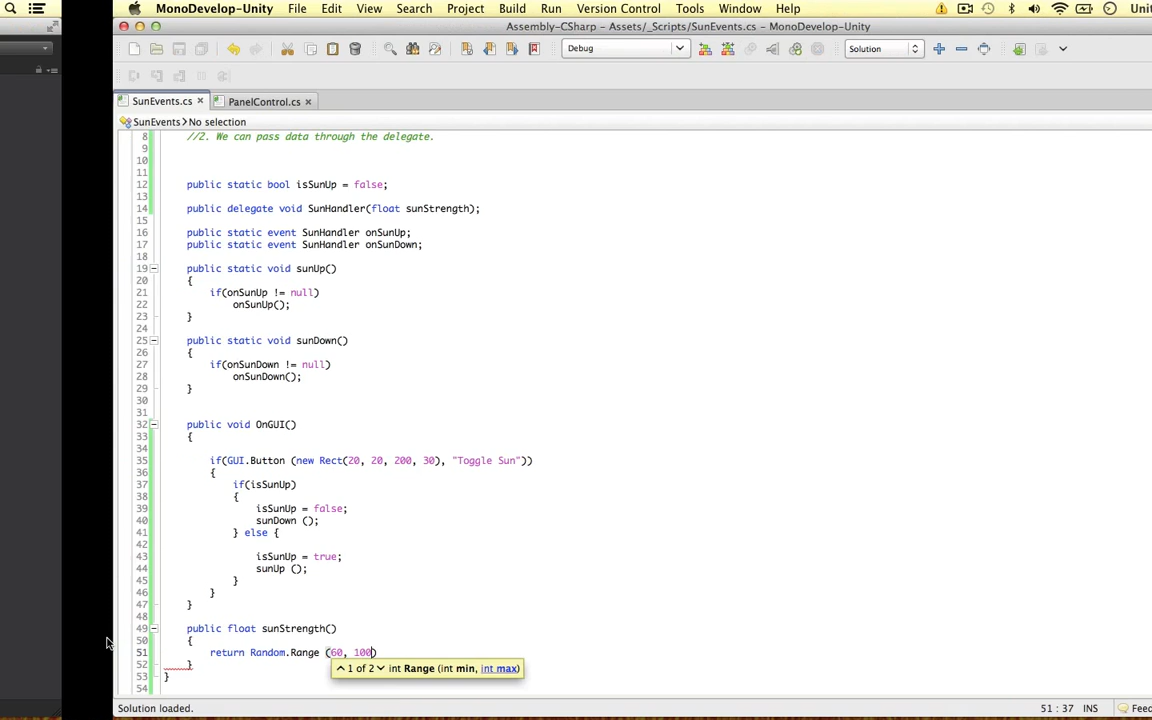 MonoDevelop-Unity File Edit View Search Project Build Run Version Control Tools Window Help Unit
Assembly-CSharp - Assets/_Scripts/SunEvents.cs - MonoDevelop-Unity
Debug Solution
SunEvents.cs × PanelControl.cs ×
SunEvents No selection
8 //2. We can pass data through the delegate.
9
10
11
12 public static bool isSunUp = false;
13
14 public delegate void SunHandler(float sunStrength);
15
16 public static event SunHandler onSunUp;
17 public static event SunHandler onSunDown;
18
19 public static void sunUp()
20 {
21 if(onSunUp != null)
22 onSunUp();
23 }
24
25 public static void sunDown()
26 {
27 if(onSunDown != null)
28 onSunDown();
29 }
30
31
32 public void OnGUI()
33 {
34
35 if(GUI.Button (new Rect(20, 20, 200, 30), "Toggle Sun"))
36 {
37 if(isSunUp)
38 {
39 isSunUp = false;
40 sunDown ();
41 } else {
42
43 isSunUp = true;
44 sunUp ();
45 }
46 }
47 }
48
49 public float sunStrength()
50 {
51 return Random.Range (60, 100)
52 }
1 of 2 int Range (int min, int max)
53 }
54
Solution loaded. 51 : 37 INS Feed